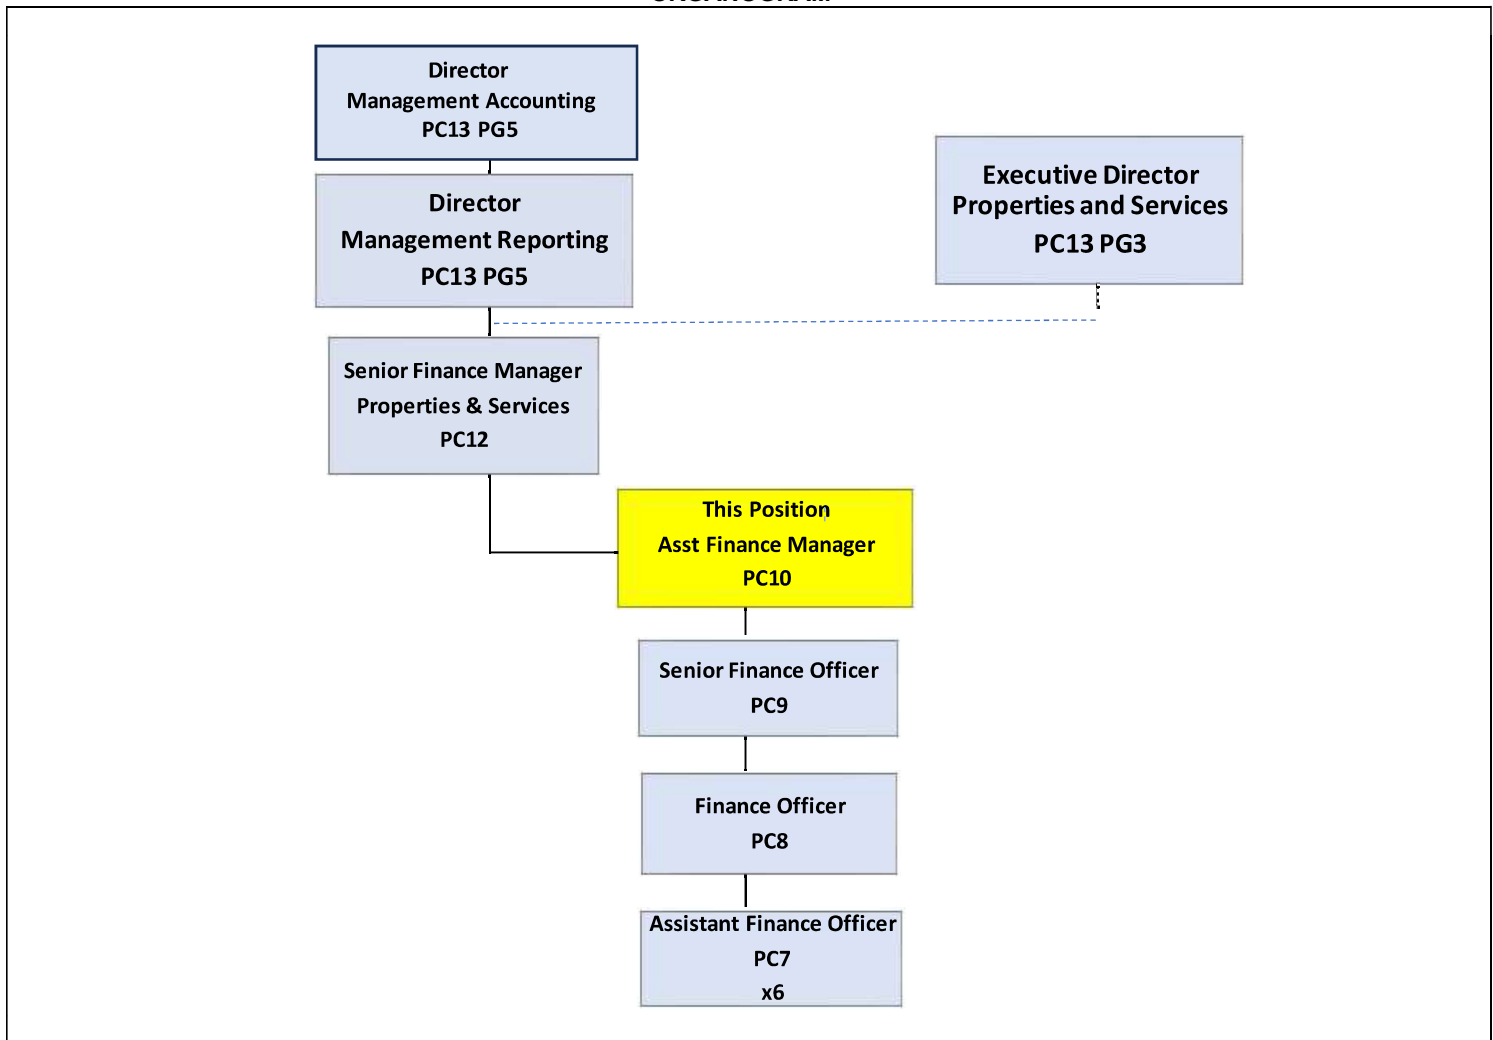 Director
Management Accounting
PC13 PG5
Director
Management Reporting
PC13 PG5
Executive Director
Properties and Services
PC13 PG3
Senior Finance Manager
Properties & Services
PC12
This Position
Asst Finance Manager
PC10
Senior Finance Officer
PC9
Finance Officer
PC8
Assistant Finance Officer
PC7
x6